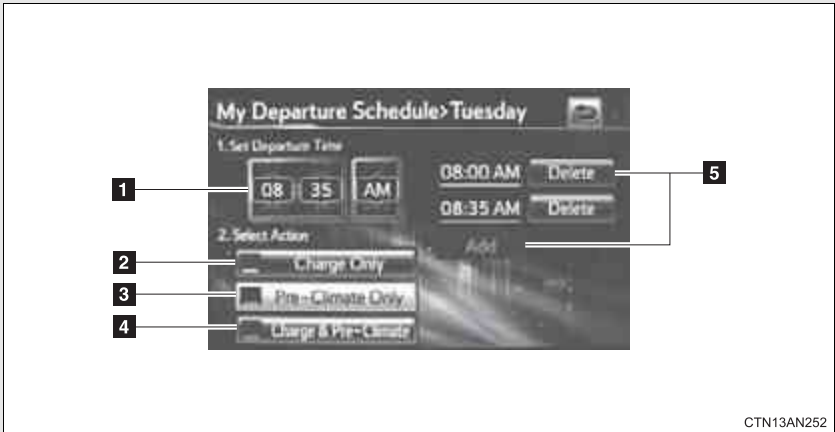 My Departure Schedule>Tuesday
1.Set Departure Time
1
08 35 AM
08:00 AM Delete
5
08:35 AM Delete
2.Select Action
Add
2
Charge Only
3
Pre-Climate Only
4
Charge & Pre-Climate
CTN13AN252